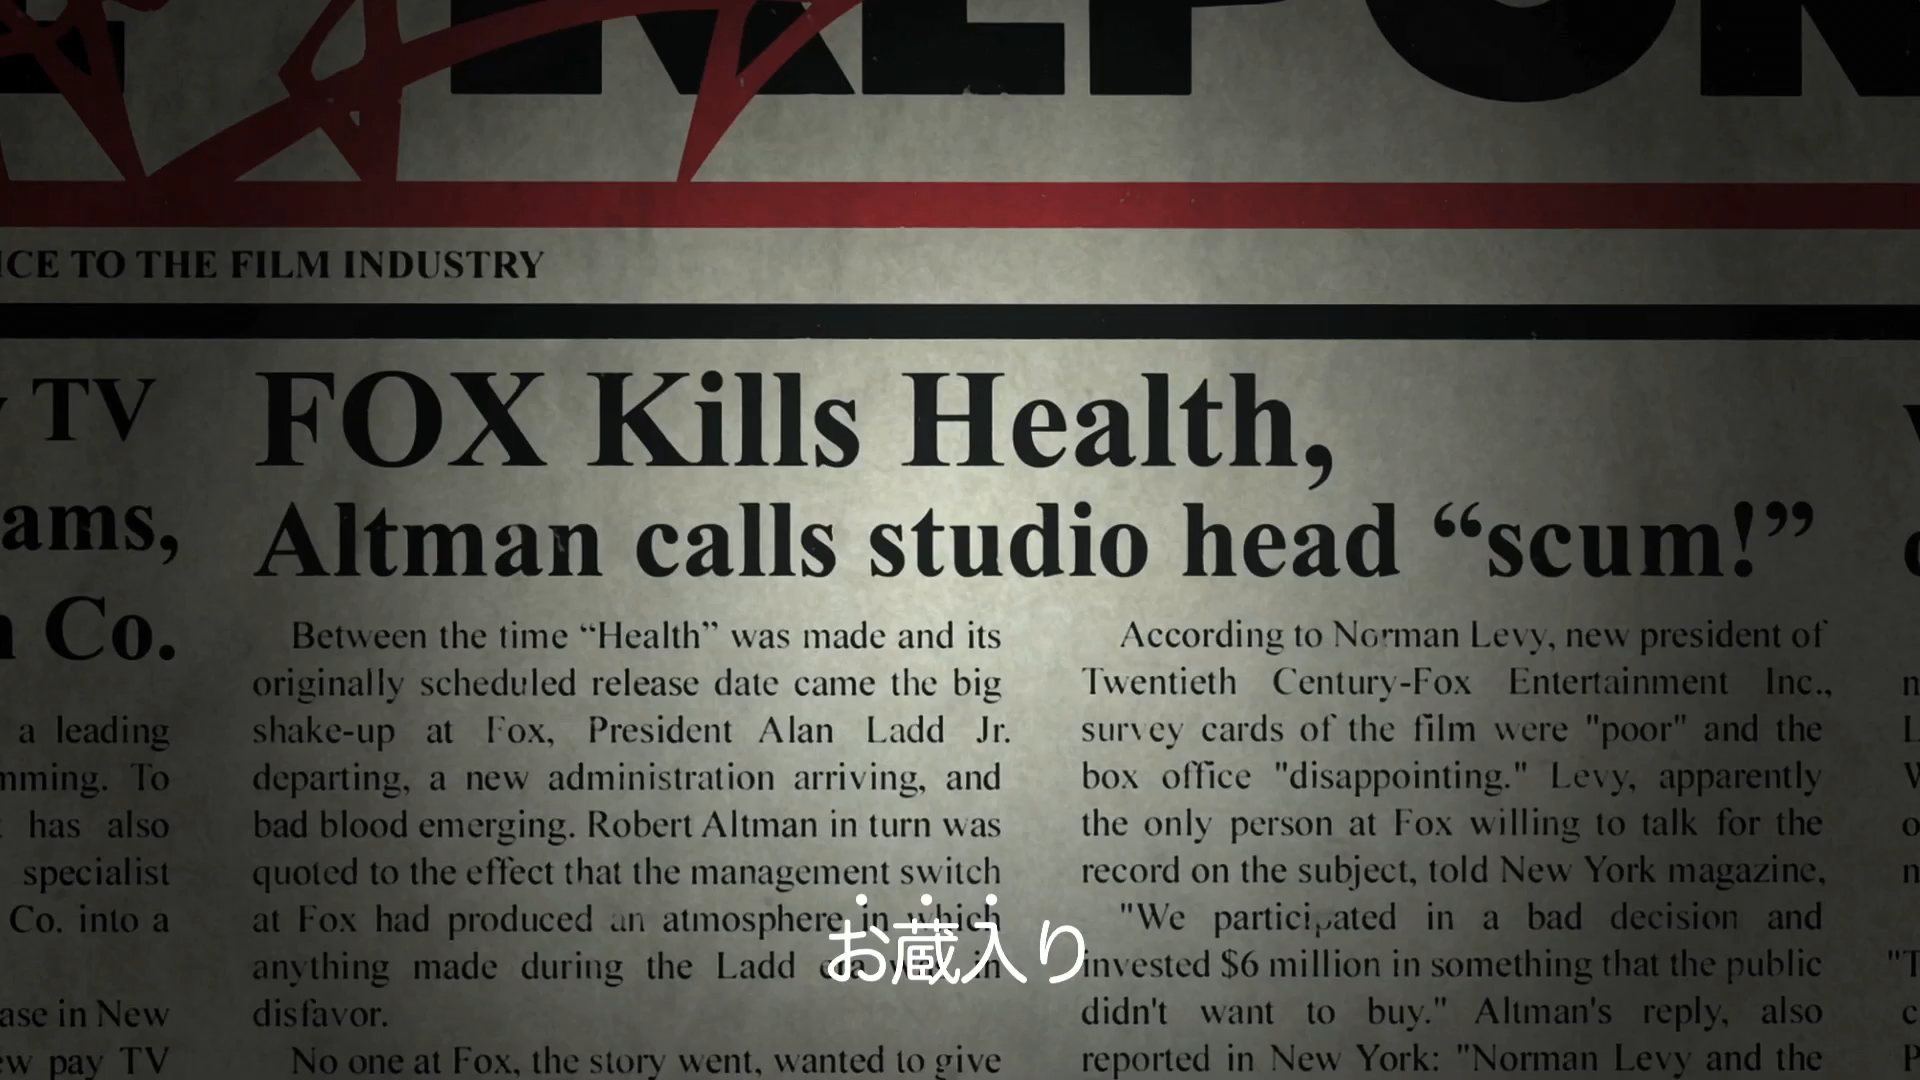 ICE TO THE FILM INDUSTRY
TV
ams,
Co.
a leading
mming. To
has also
specialist
Co. into a
ase in New
ew pay TV
FOX Kills Health,
Altman calls studio head “scum!”
Between the time “Health” was made and its
originally scheduled release date came the big
shake-up at Fox, President Alan Ladd Jr.
departing, a new administration arriving, and
bad blood emerging. Robert Altman in turn was
quoted to the effect that the management switch
at Fox had produced an atmosphere in which
anything made during the Ladd era was in
disfavor.
No one at Fox, the story went, wanted to give
According to Norman Levy, new president of
Twentieth Century-Fox Entertainment Inc.,
survey cards of the film were "poor" and the
box office "disappointing." Levy, apparently
the only person at Fox willing to talk for the
record on the subject, told New York magazine,
"We participated in a bad decision and
invested $6 million in something that the public
didn't want to buy." Altman's reply, also
reported in New York: "Norman Levy and the
お蔵入り